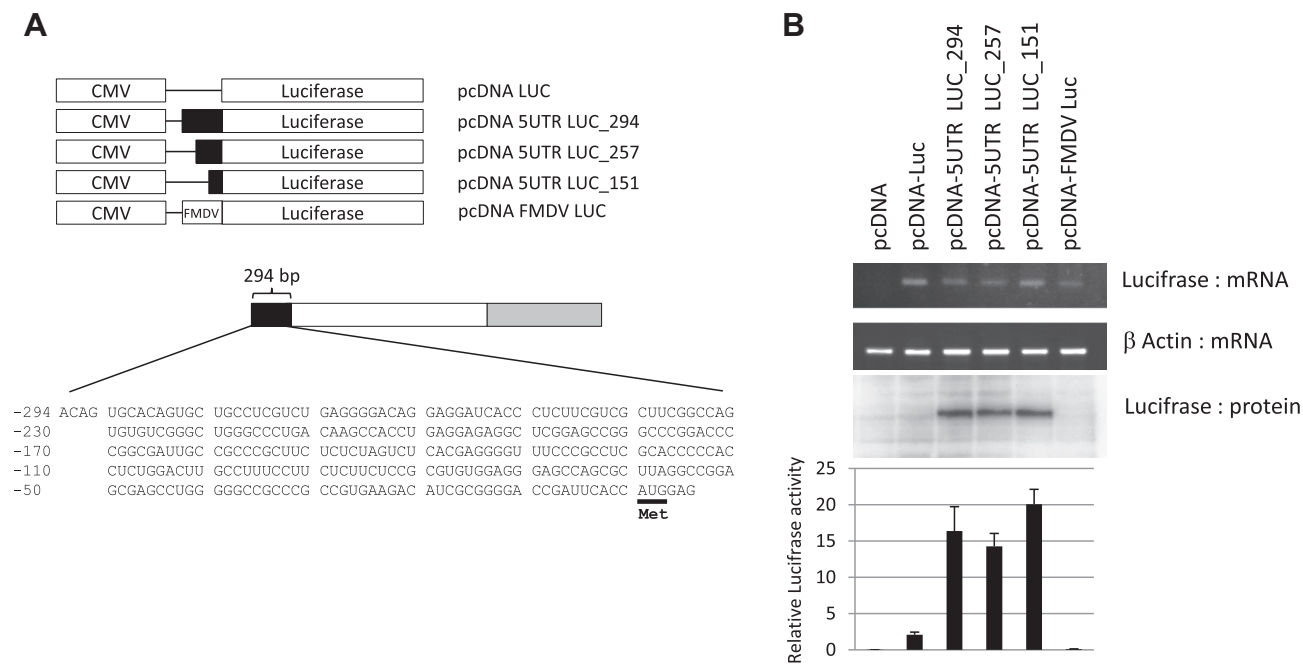 A
CMV Luciferase pcDNA LUC
CMV Luciferase pcDNA 5UTR LUC_294
CMV Luciferase pcDNA 5UTR LUC_257
CMV Luciferase pcDNA 5UTR LUC_151
CMV FMDV Luciferase pcDNA FMDV LUC
294 bp
-294 ACAG UGCACAGUGC UGCCUCGUCU GAGGGGACAG GAGGAUCACC CUCUUCGUCG CUUCGGCCAG
-230 UGUGUCGGGC UGGGCCCUGA CAAGCCACCUG GAGGAGAGGC UCGGAGCCGG GCCCGGACCC
-170 CGGCGAUUGC CGCCCGCUUC UCUCUAGUCU CACGAGGGGU UUCCCGCCUC GCACCCCCAC
-110 CUCUGGACUU GCCUUUCCUU CUCUUCUCCG CGUGUGGAGG GAGCCAGCGC UUAGGCCGGA
-50 GCGAGCCUGG GGGCCGCCCG CCGUGAAGAC AUCGCGGGGA CCGAUUCACC AUGGAG
Met
B
pcDNA
pcDNA-Luc
pcDNA-5UTR LUC_294
pcDNA-5UTR LUC_257
pcDNA-5UTR LUC_151
pcDNA-FMDV Luc
Lucifrase : mRNA
β Actin : mRNA
Lucifrase : protein
Relative Lucifrase activity
25
20
15
10
5
0